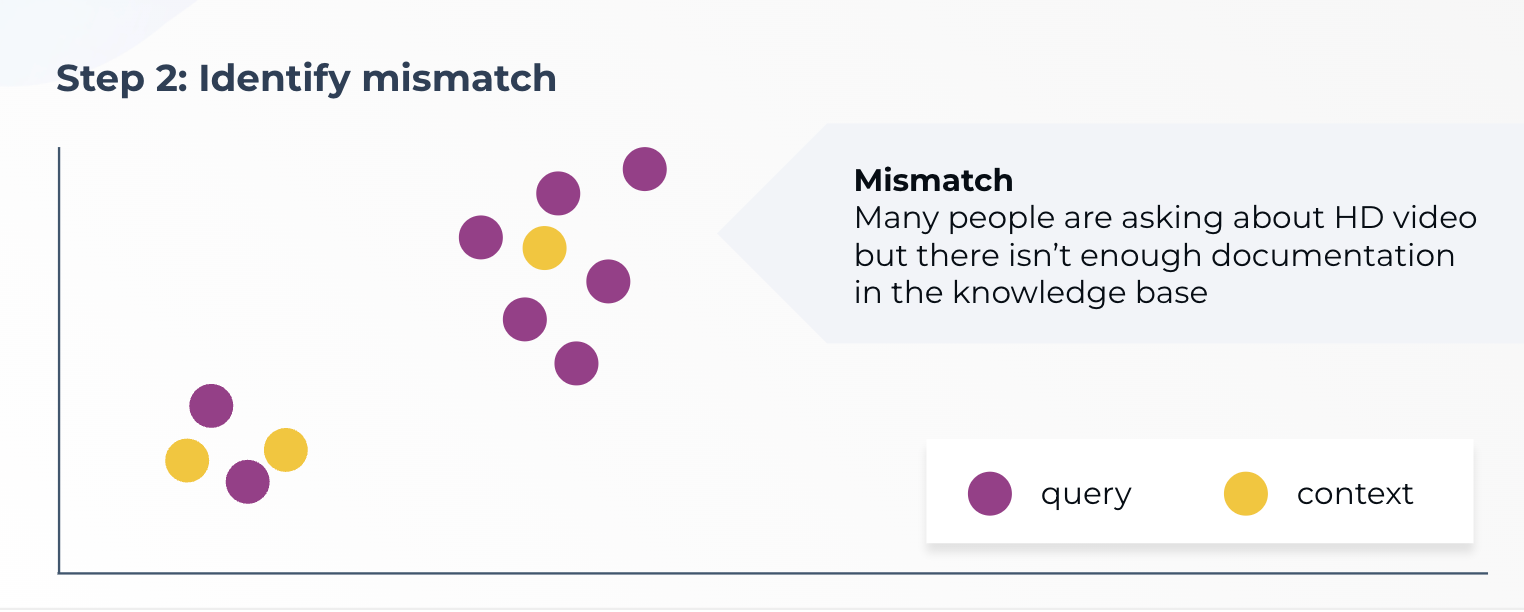 Step 2: Identify mismatch
Mismatch
Many people are asking about HD video
but there isn’t enough documentation
in the knowledge base
query
context